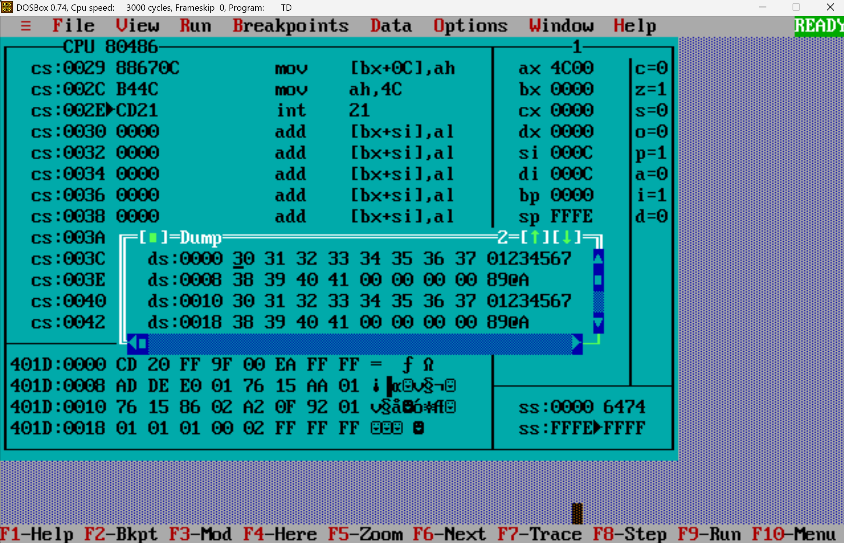 DOSBox 0.74, Cpu speed: 3000 cycles, Frameskip 0, Program: TD
≡ File View Run Breakpoints Data Options Window Help READY
CPU 80486 1
cs:0029 88670C mov [bx+0C],ah ax 4C00 c=0
cs:002C B44C mov ah,4C bx 0000 z=1
cs:002E►CD21 int 21 cx 0000 s=0
cs:0030 0000 add [bx+si],al dx 0000 o=0
cs:0032 0000 add [bx+si],al si 000C p=1
cs:0034 0000 add [bx+si],al di 000C a=0
cs:0036 0000 add [bx+si],al bp 0000 i=1
cs:0038 0000 add [bx+si],al sp FFFE d=0
cs:003A [■]=Dump 2=[↑][↓]
cs:003C ds:0000 30 31 32 33 34 35 36 37 01234567
cs:003E ds:0008 38 39 40 41 00 00 00 00 89@A
cs:0040 ds:0010 30 31 32 33 34 35 36 37 01234567
cs:0042 ds:0018 38 39 40 41 00 00 00 00 89@A
401D:0000 CD 20 FF 9F 00 EA FF FF = ƒ Ω
401D:0008 AD DE E0 01 76 15 AA 01 ¡▐α☺v§¬☺
401D:0010 76 15 86 02 A2 0F 92 01 v§å☻ó☼Æ☺ ss:0000 6474
401D:0018 01 01 01 00 02 FF FF FF ☺☺☺ ☻ ss:FFFE►FFFF
F1-Help F2-Bkpt F3-Mod F4-Here F5-Zoom F6-Next F7-Trace F8-Step F9-Run F10-Menu